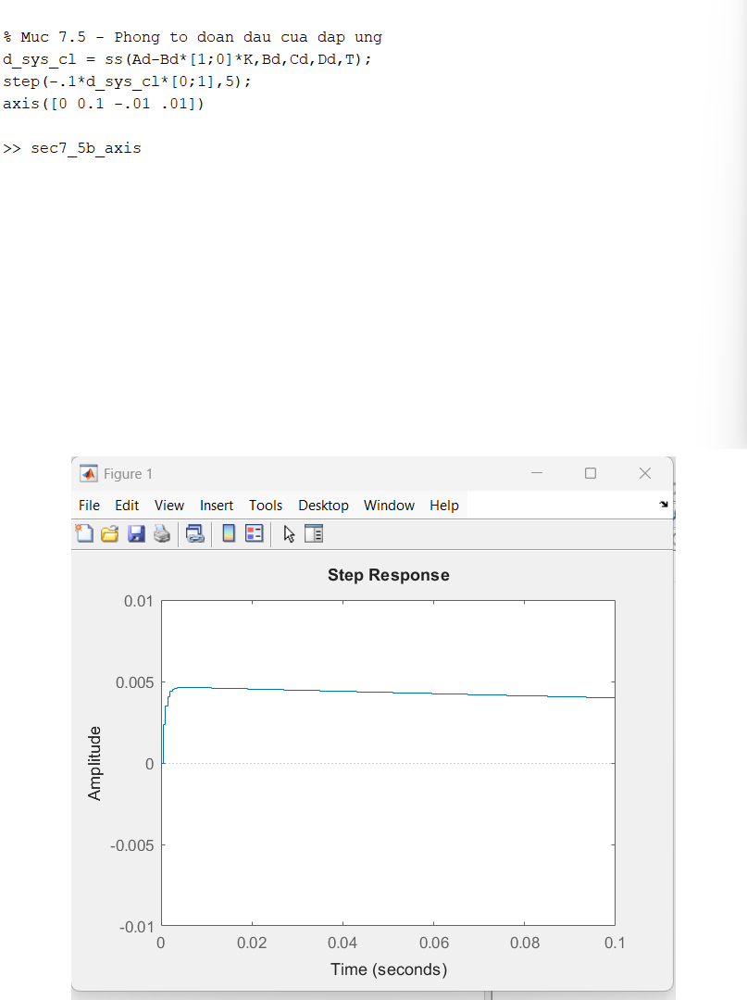 % Muc 7.5 - Phong to doan dau cua dap ung
d_sys_cl = ss(Ad-Bd*[1;0]*K,Bd,Cd,Dd,T);
step(-.1*d_sys_cl*[0;1],5);
axis([0 0.1 -.01 .01])
>> sec7_5b_axis
Figure 1
File Edit View Insert Tools Desktop Window Help
Step Response
0.01
0.005
0
-0.005
-0.01
Amplitude
0 0.02 0.04 0.06 0.08 0.1
Time (seconds)